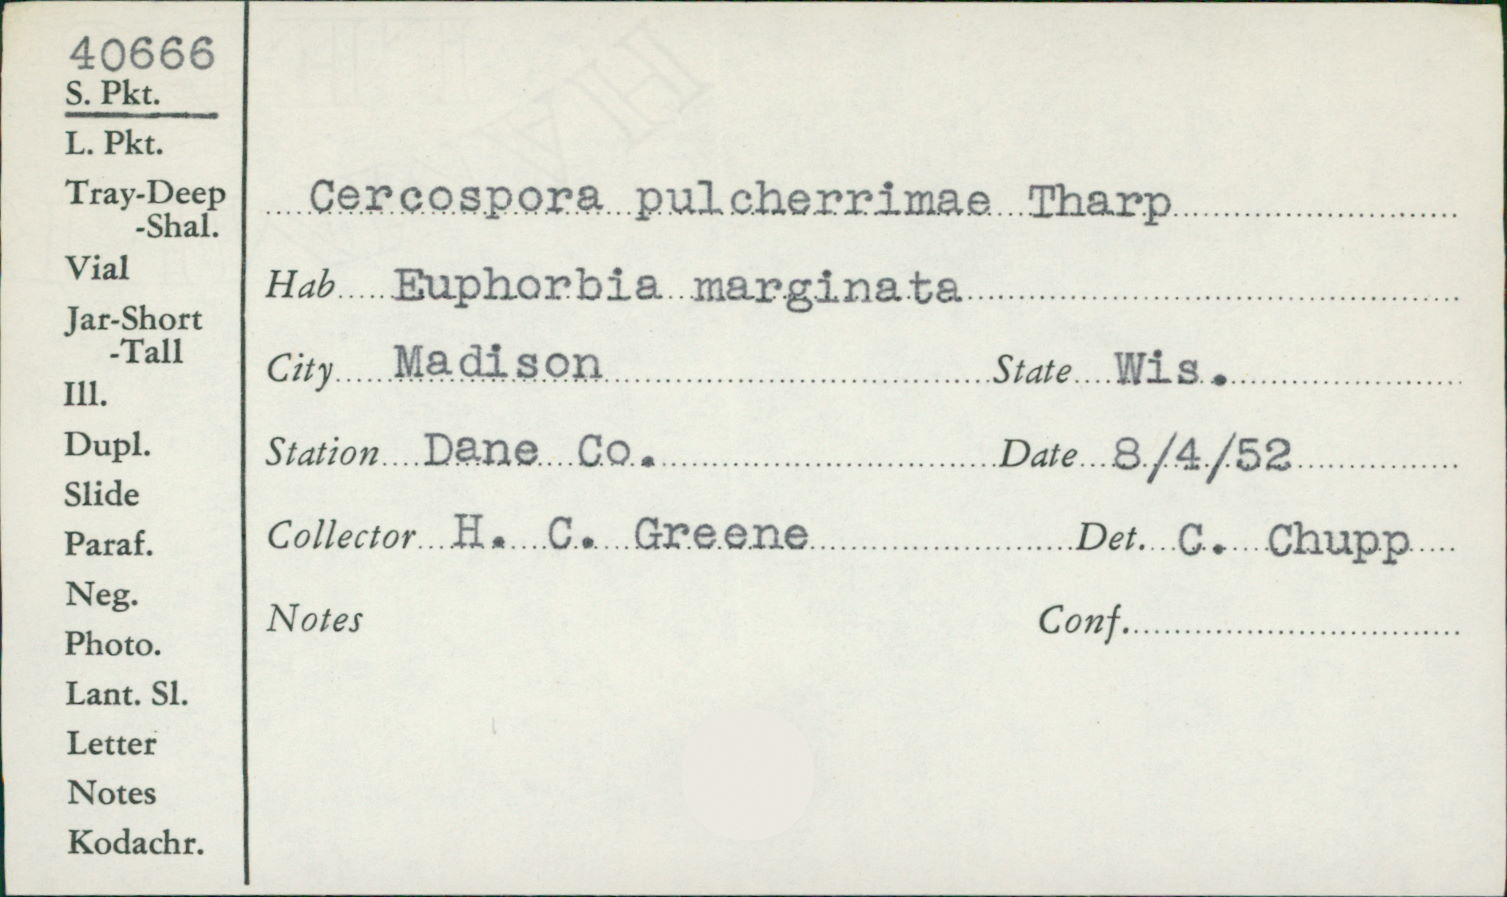 40666
S. Pkt.
L. Pkt.
Tray-Deep
-Shal.
Vial
Jar-Short
-Tall
Ill.
Dupl.
Slide
Paraf.
Neg.
Photo.
Lant. Sl.
Letter
Notes
Kodachr.
Cercospora pulcherrimae Tharp
Hab Euphorbia marginata
City Madison State Wis.
Station Dane Co. Date 8/4/52
Collector H. C. Greene Det. C. Chupp
Notes Conf.